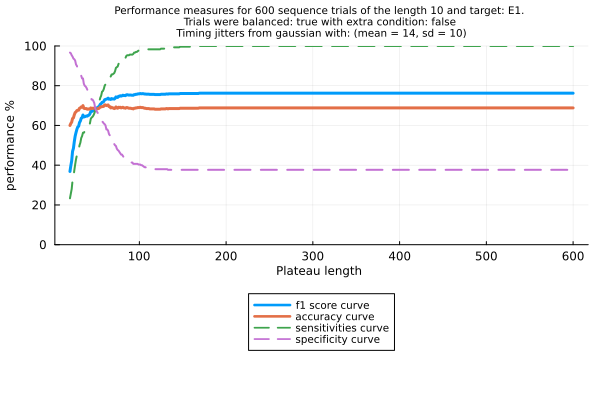 Performance measures for 600 sequence trials of the length 10 and target: E1.
Trials were balanced: true with extra condition: false
Timing jitters from gaussian with: (mean = 14, sd = 10)
100
80
60
40
20
0
performance %
100 200 300 400 500 600
Plateau length
f1 score curve
accuracy curve
sensitivities curve
specificity curve